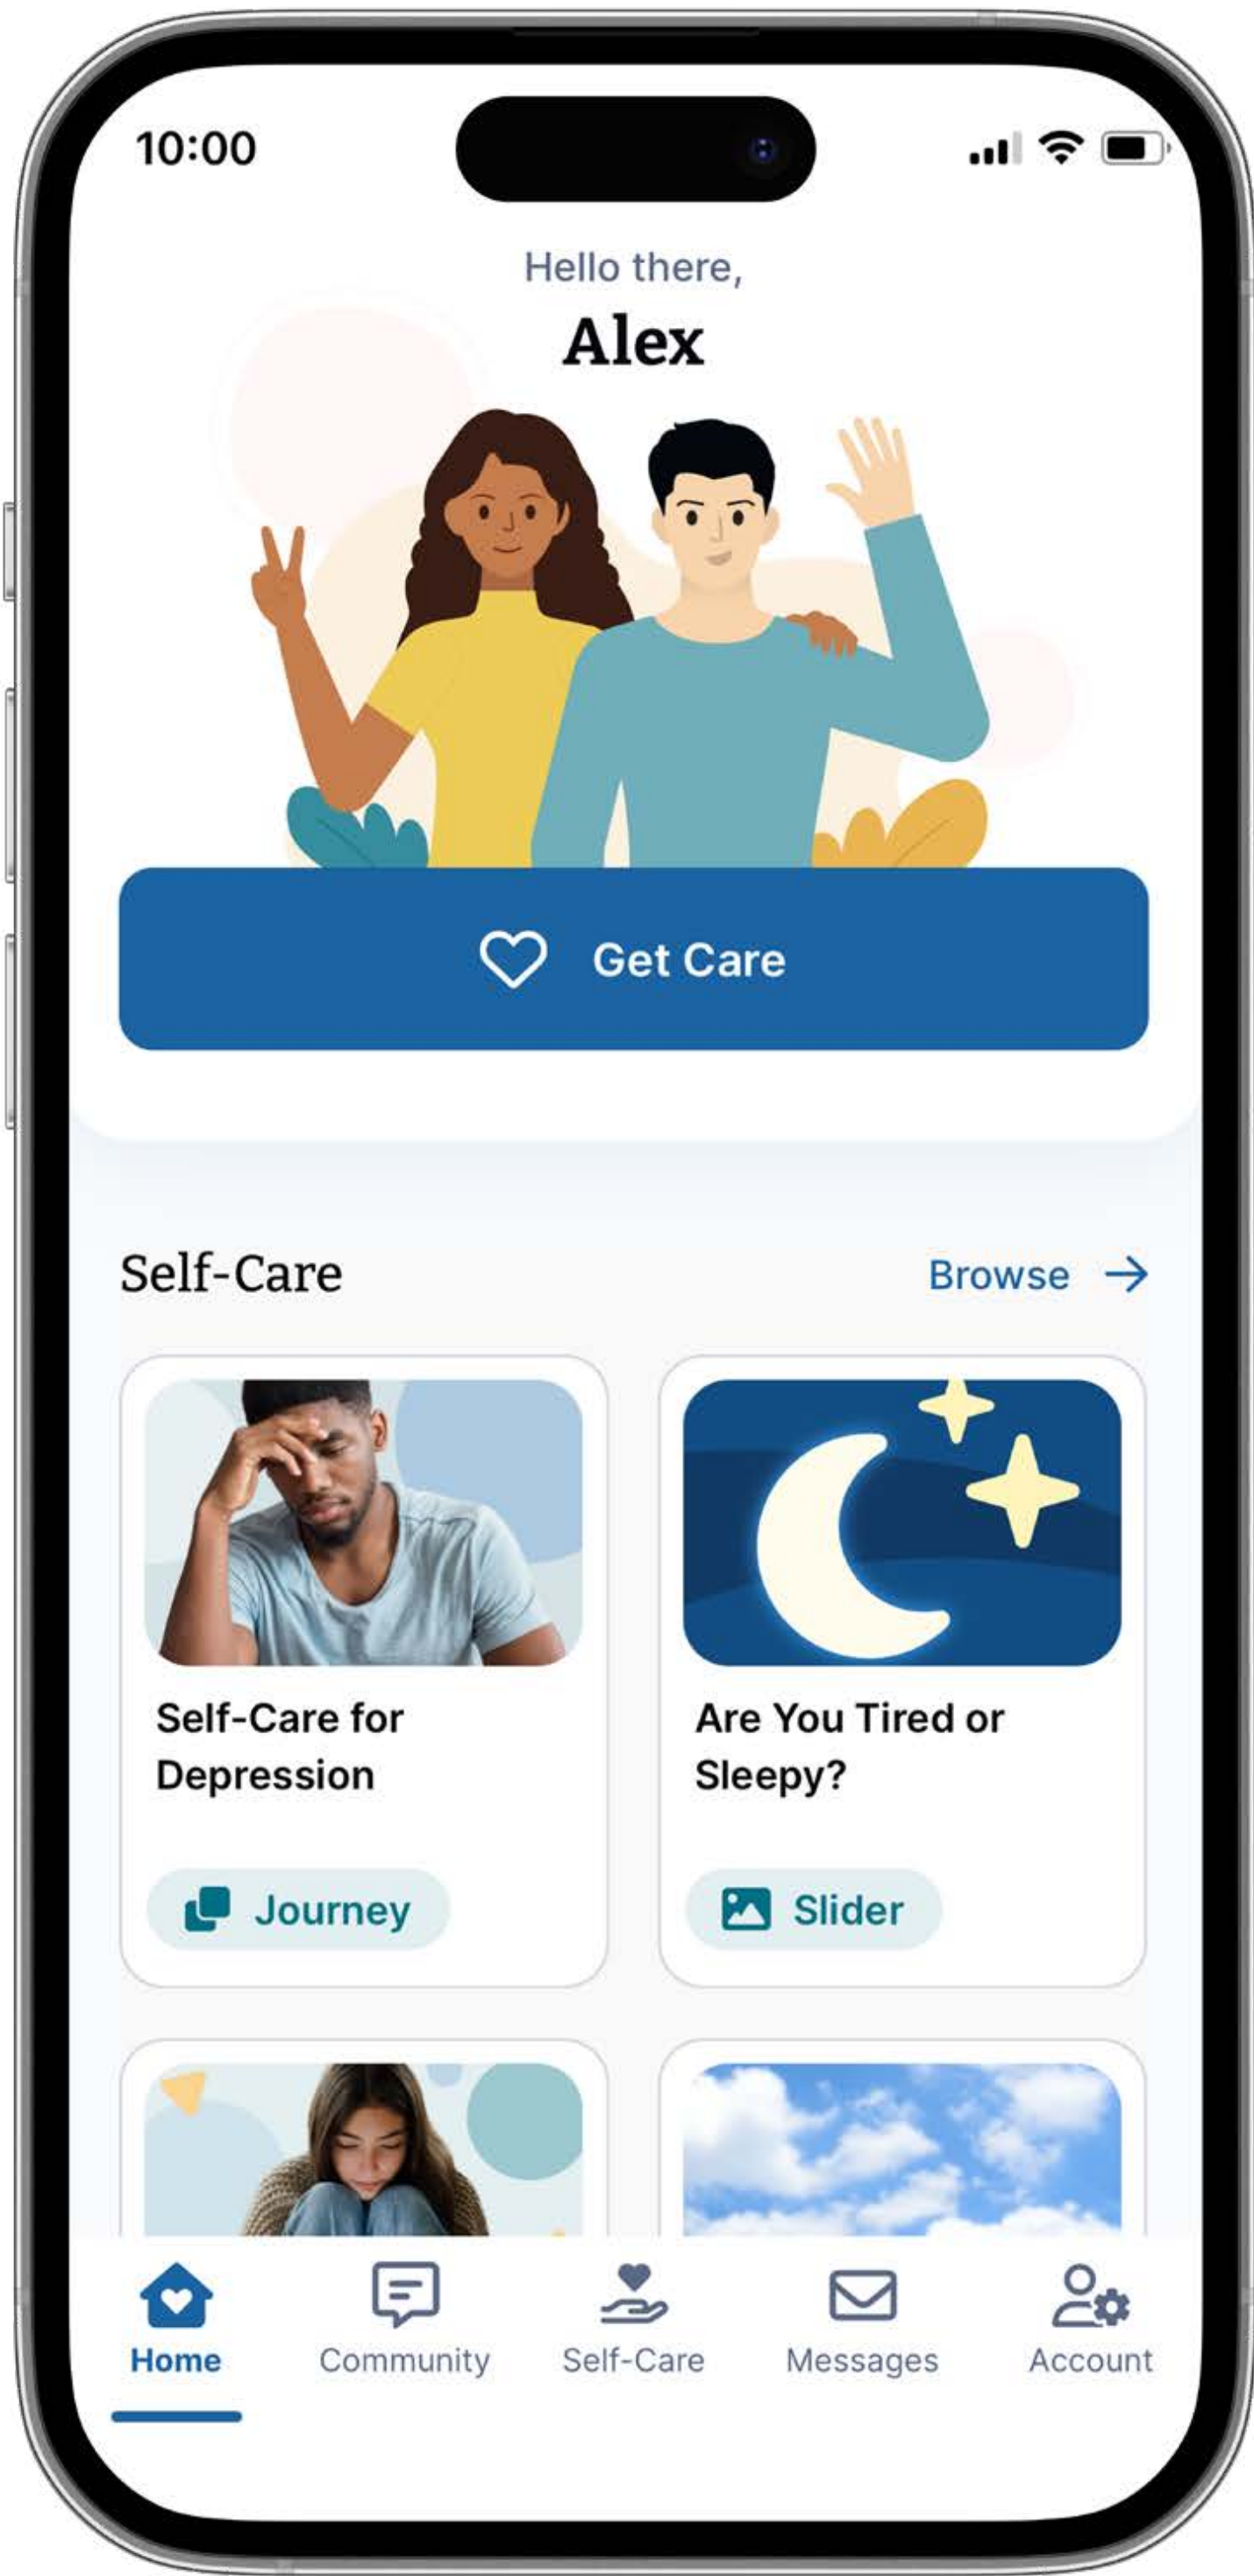 10:00
Hello there,
Alex
Get Care
Self-Care
Browse
Self-Care for
Depression
Journey
Are You Tired or
Sleepy?
Slider
Home
Community
Self-Care
Messages
Account